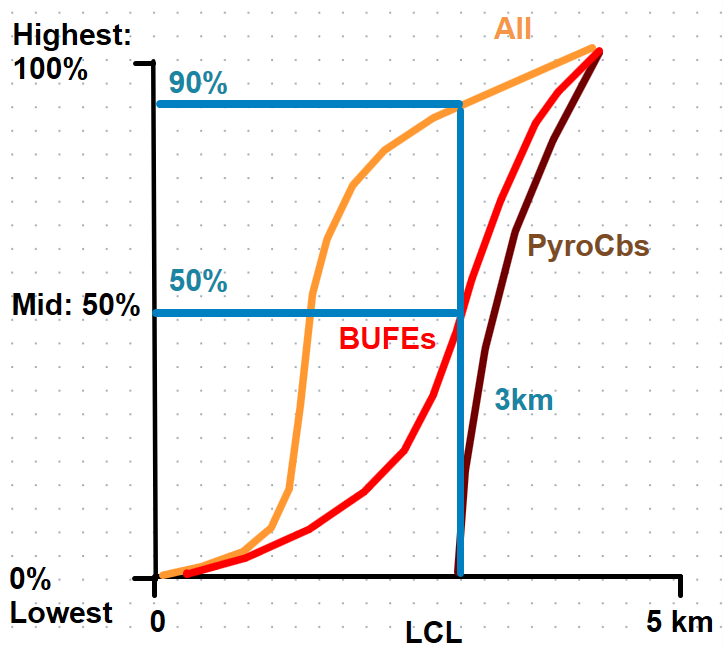 Highest:
100%
All
90%
PyroCbs
50%
Mid: 50%
BUFEs
3km
0%
Lowest
0
LCL
5 km